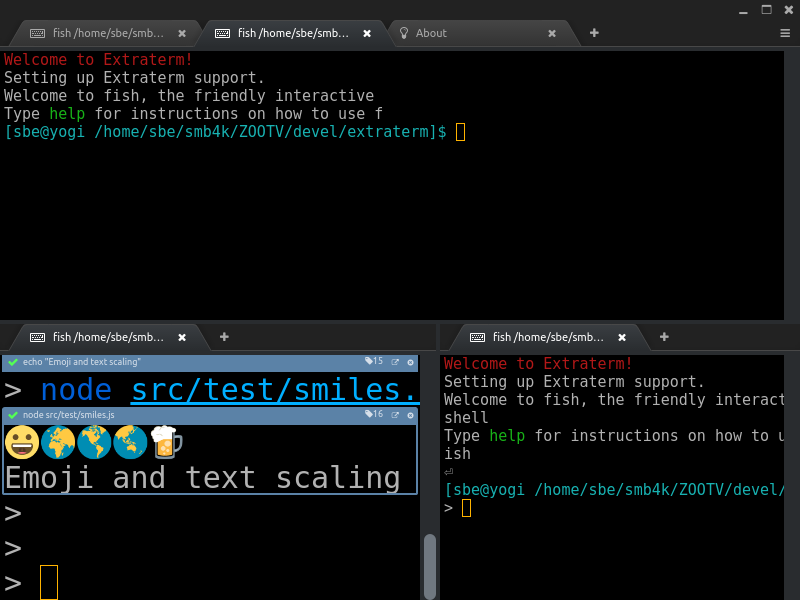 fish /home/sbe/smb...
fish /home/sbe/smb...
About
Welcome to Extraterm!
Setting up Extraterm support.
Welcome to fish, the friendly interactive
Type help for instructions on how to use f
[sbe@yogi /home/sbe/smb4k/ZOOTV/devel/extraterm]$
fish /home/sbe/smb...
echo "Emoji and text scaling" 15
> node src/test/smiles.
node src/test/smiles.js 16
😀🌍🌎🌏🍺
Emoji and text scaling
>
>
>
fish /home/sbe/smb...
Welcome to Extraterm!
Setting up Extraterm support.
Welcome to fish, the friendly interact
shell
Type help for instructions on how to u
ish
⏎
[sbe@yogi /home/sbe/smb4k/ZOOTV/devel/
>